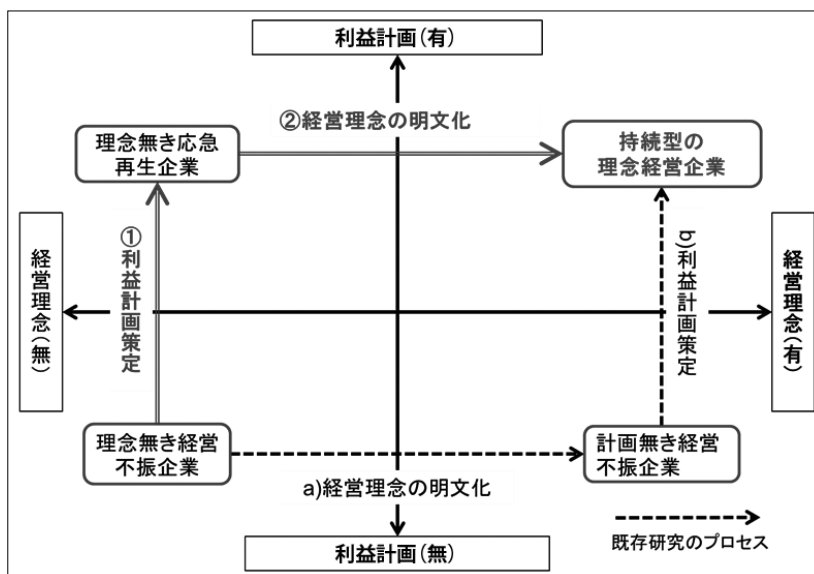 利益計画(有)
②経営理念の明文化
理念無き応急
再生企業
持続型の
理念経営企業
経営理念(無)
①利益計画策定
b)利益計画策定
経営理念(有)
理念無き経営
不振企業
計画無き経営
不振企業
a)経営理念の明文化
利益計画(無)
既存研究のプロセス